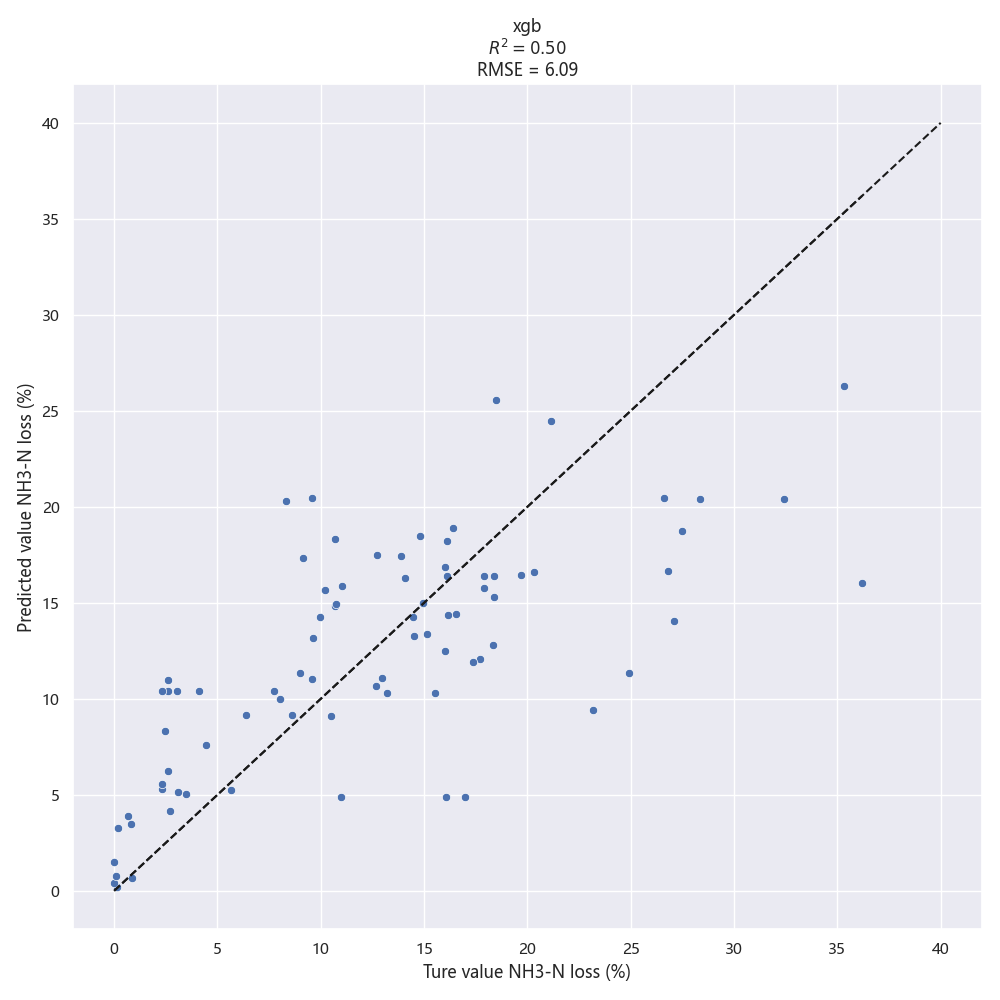 xgb
R² = 0.50
RMSE = 6.09
40
35
30
25
20
15
10
5
0
Predicted value NH3-N loss (%)
0 5 10 15 20 25 30 35 40
Ture value NH3-N loss (%)